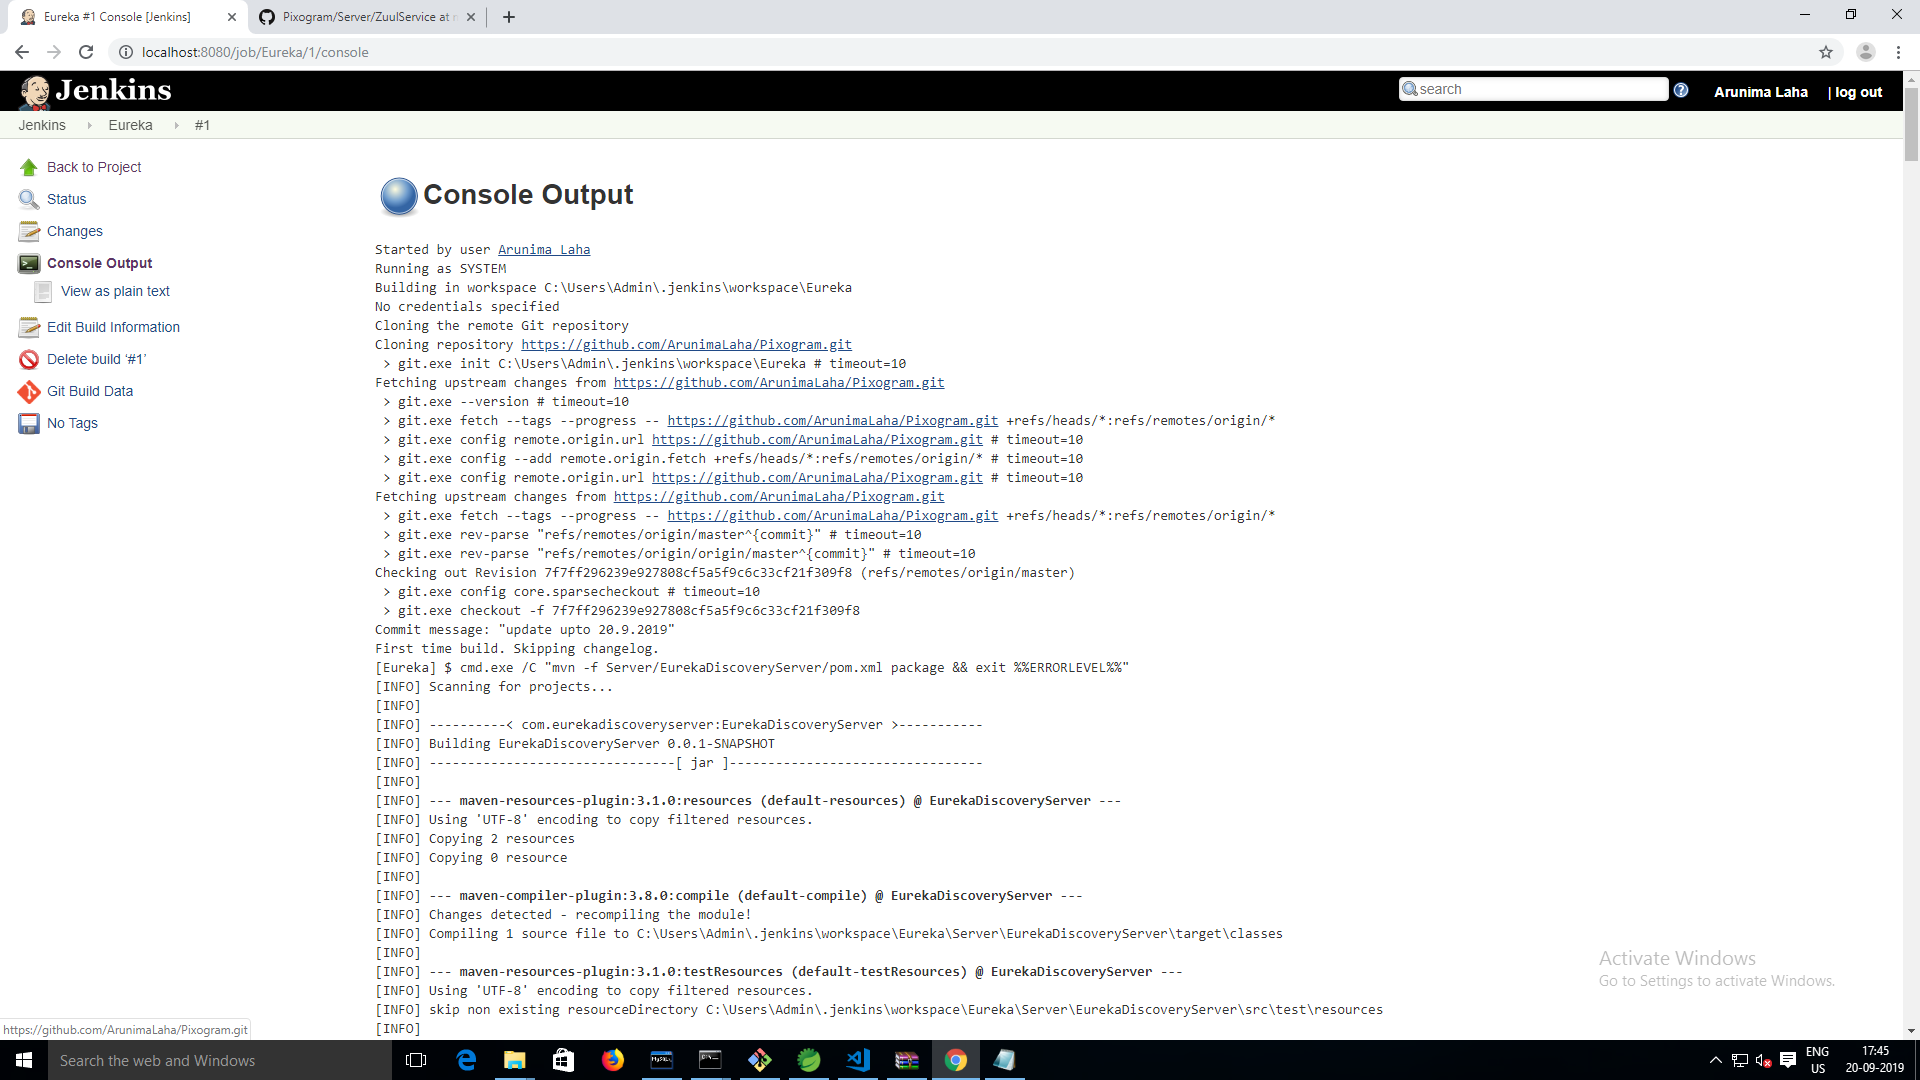 Eureka #1 Console [Jenkins]
Pixogram/Server/ZuulService at
localhost:8080/job/Eureka/1/console
Jenkins
search
Arunima Laha
| log out
Jenkins
Eureka
#1
Back to Project
Status
Changes
Console Output
View as plain text
Edit Build Information
Delete build ‘#1’
Git Build Data
No Tags
Console Output
Started by user Arunima Laha
Running as SYSTEM
Building in workspace C:\Users\Admin\.jenkins\workspace\Eureka
No credentials specified
Cloning the remote Git repository
Cloning repository https://github.com/ArunimaLaha/Pixogram.git
> git.exe init C:\Users\Admin\.jenkins\workspace\Eureka # timeout=10
Fetching upstream changes from https://github.com/ArunimaLaha/Pixogram.git
> git.exe --version # timeout=10
> git.exe fetch --tags --progress -- https://github.com/ArunimaLaha/Pixogram.git +refs/heads/*:refs/remotes/origin/*
> git.exe config remote.origin.url https://github.com/ArunimaLaha/Pixogram.git # timeout=10
> git.exe config --add remote.origin.fetch +refs/heads/*:refs/remotes/origin/* # timeout=10
> git.exe config remote.origin.url https://github.com/ArunimaLaha/Pixogram.git # timeout=10
Fetching upstream changes from https://github.com/ArunimaLaha/Pixogram.git
> git.exe fetch --tags --progress -- https://github.com/ArunimaLaha/Pixogram.git +refs/heads/*:refs/remotes/origin/*
> git.exe rev-parse "refs/remotes/origin/master^{commit}" # timeout=10
> git.exe rev-parse "refs/remotes/origin/origin/master^{commit}" # timeout=10
Checking out Revision 7f7ff296239e927808cf5a5f9c6c33cf21f309f8 (refs/remotes/origin/master)
> git.exe config core.sparsecheckout # timeout=10
> git.exe checkout -f 7f7ff296239e927808cf5a5f9c6c33cf21f309f8
Commit message: "update upto 20.9.2019"
First time build. Skipping changelog.
[Eureka] $ cmd.exe /C "mvn -f Server/EurekaDiscoveryServer/pom.xml package && exit %%ERRORLEVEL%%"
[INFO] Scanning for projects...
[INFO]
[INFO] ----------< com.eurekadiscoveryserver:EurekaDiscoveryServer >-----------
[INFO] Building EurekaDiscoveryServer 0.0.1-SNAPSHOT
[INFO] --------------------------------[ jar ]---------------------------------
[INFO]
[INFO] --- maven-resources-plugin:3.1.0:resources (default-resources) @ EurekaDiscoveryServer ---
[INFO] Using 'UTF-8' encoding to copy filtered resources.
[INFO] Copying 2 resources
[INFO] Copying 0 resource
[INFO]
[INFO] --- maven-compiler-plugin:3.8.0:compile (default-compile) @ EurekaDiscoveryServer ---
[INFO] Changes detected - recompiling the module!
[INFO] Compiling 1 source file to C:\Users\Admin\.jenkins\workspace\Eureka\Server\EurekaDiscoveryServer\target\classes
[INFO]
[INFO] --- maven-resources-plugin:3.1.0:testResources (default-testResources) @ EurekaDiscoveryServer ---
[INFO] Using 'UTF-8' encoding to copy filtered resources.
[INFO] skip non existing resourceDirectory C:\Users\Admin\.jenkins\workspace\Eureka\Server\EurekaDiscoveryServer\src\test\resources
[INFO]
Activate Windows
Go to Settings to activate Windows.
https://github.com/ArunimaLaha/Pixogram.git
Search the web and Windows
ENG
US
17:45
20-09-2019